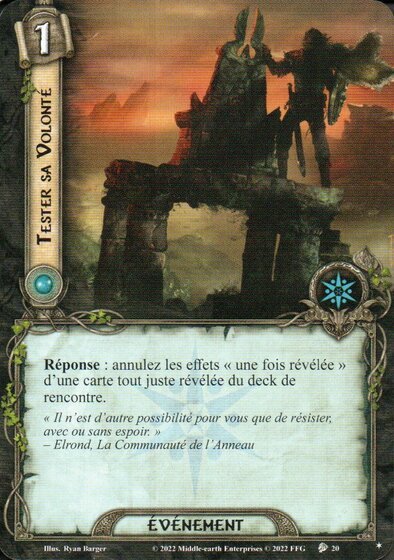 1
TESTER SA VOLONTÉ
Réponse : annulez les effets « une fois révélée »
d'une carte tout juste révélée du deck de
rencontre.
« Il n'est d'autre possibilité pour vous que de résister,
avec ou sans espoir. »
– Elrond, La Communauté de l'Anneau
ÉVÉNEMENT
Illus. Ryan Barger © 2022 Middle-earth Enterprises © 2022 FFG 20